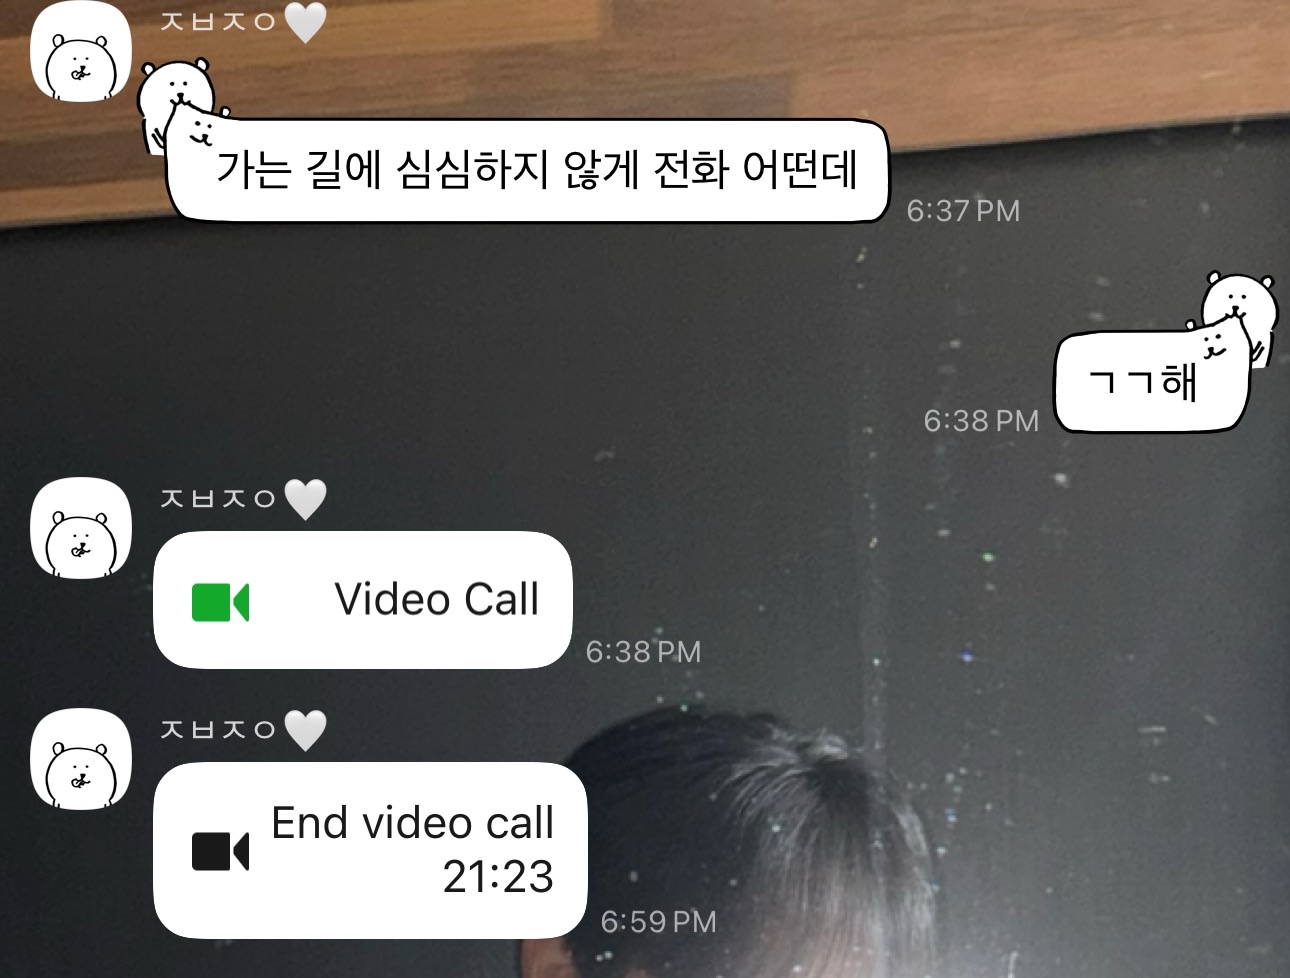 ㅈㅂㅈㅇ🤍
가는 길에 심심하지 않게 전화 어떤데
6:37 PM
ㄱㄱ해
6:38 PM
ㅈㅂㅈㅇ🤍
Video Call
6:38 PM
ㅈㅂㅈㅇ🤍
End video call
21:23
6:59 PM